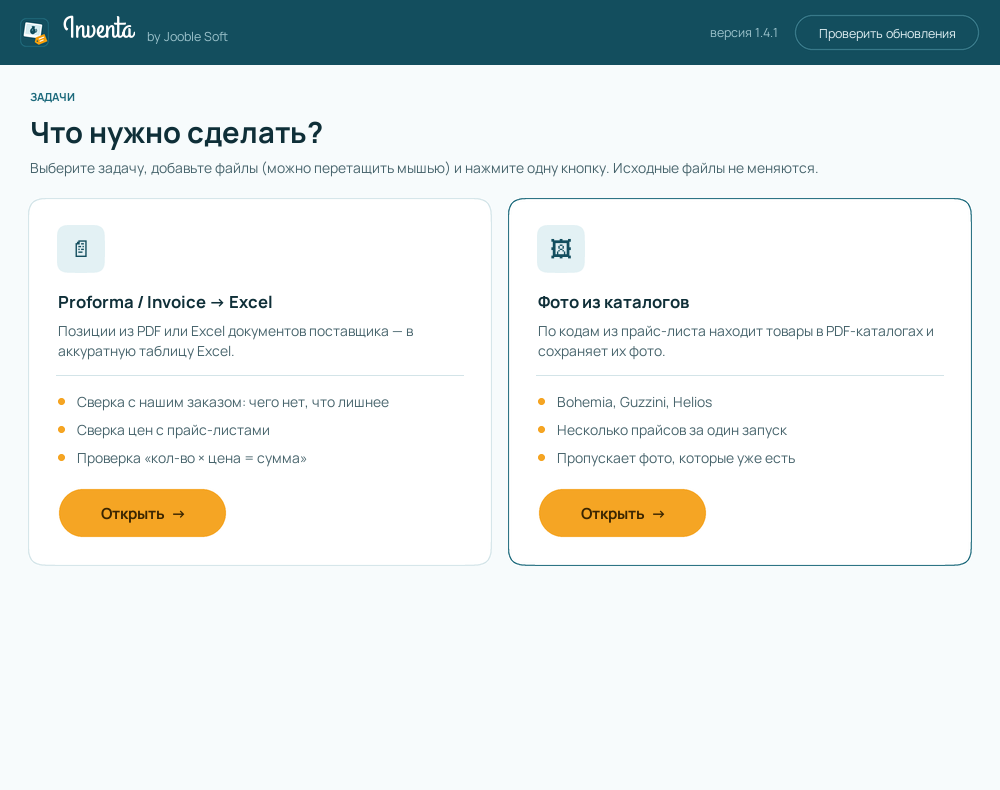 Inventa by Jooble Soft
версия 1.4.1
Проверить обновления
ЗАДАЧИ
Что нужно сделать?
Выберите задачу, добавьте файлы (можно перетащить мышью) и нажмите одну кнопку. Исходные файлы не меняются.
Proforma / Invoice → Excel
Позиции из PDF или Excel документов поставщика — в
аккуратную таблицу Excel.
Сверка с нашим заказом: чего нет, что лишнее
Сверка цен с прайс-листами
Проверка «кол-во × цена = сумма»
Открыть →
Фото из каталогов
По кодам из прайс-листа находит товары в PDF-каталогах и
сохраняет их фото.
Bohemia, Guzzini, Helios
Несколько прайсов за один запуск
Пропускает фото, которые уже есть
Открыть →